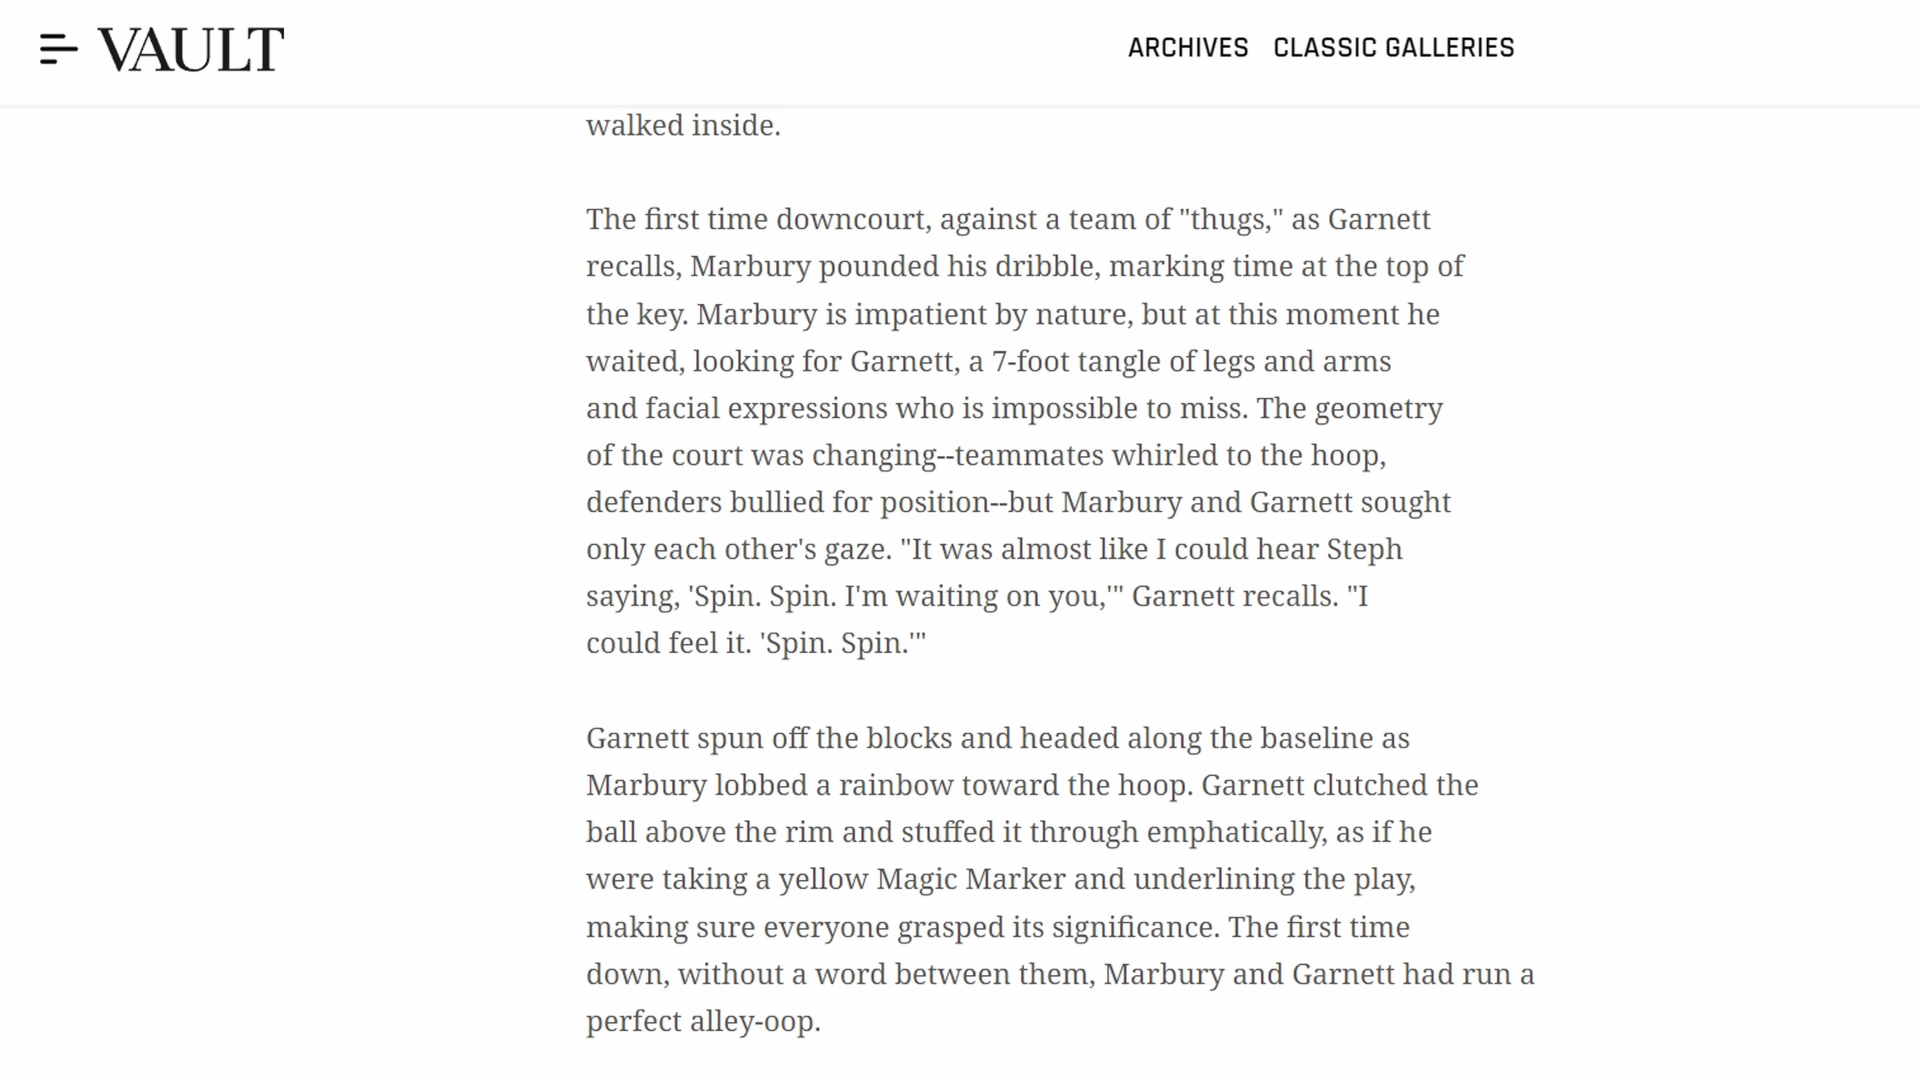 VAULT
ARCHIVES CLASSIC GALLERIES
walked inside.
The first time downcourt, against a team of "thugs," as Garnett
recalls, Marbury pounded his dribble, marking time at the top of
the key. Marbury is impatient by nature, but at this moment he
waited, looking for Garnett, a 7-foot tangle of legs and arms
and facial expressions who is impossible to miss. The geometry
of the court was changing--teammates whirled to the hoop,
defenders bullied for position--but Marbury and Garnett sought
only each other's gaze. "It was almost like I could hear Steph
saying, 'Spin. Spin. I'm waiting on you,'" Garnett recalls. "I
could feel it. 'Spin. Spin.'"
Garnett spun off the blocks and headed along the baseline as
Marbury lobbed a rainbow toward the hoop. Garnett clutched the
ball above the rim and stuffed it through emphatically, as if he
were taking a yellow Magic Marker and underlining the play,
making sure everyone grasped its significance. The first time
down, without a word between them, Marbury and Garnett had run a
perfect alley-oop.